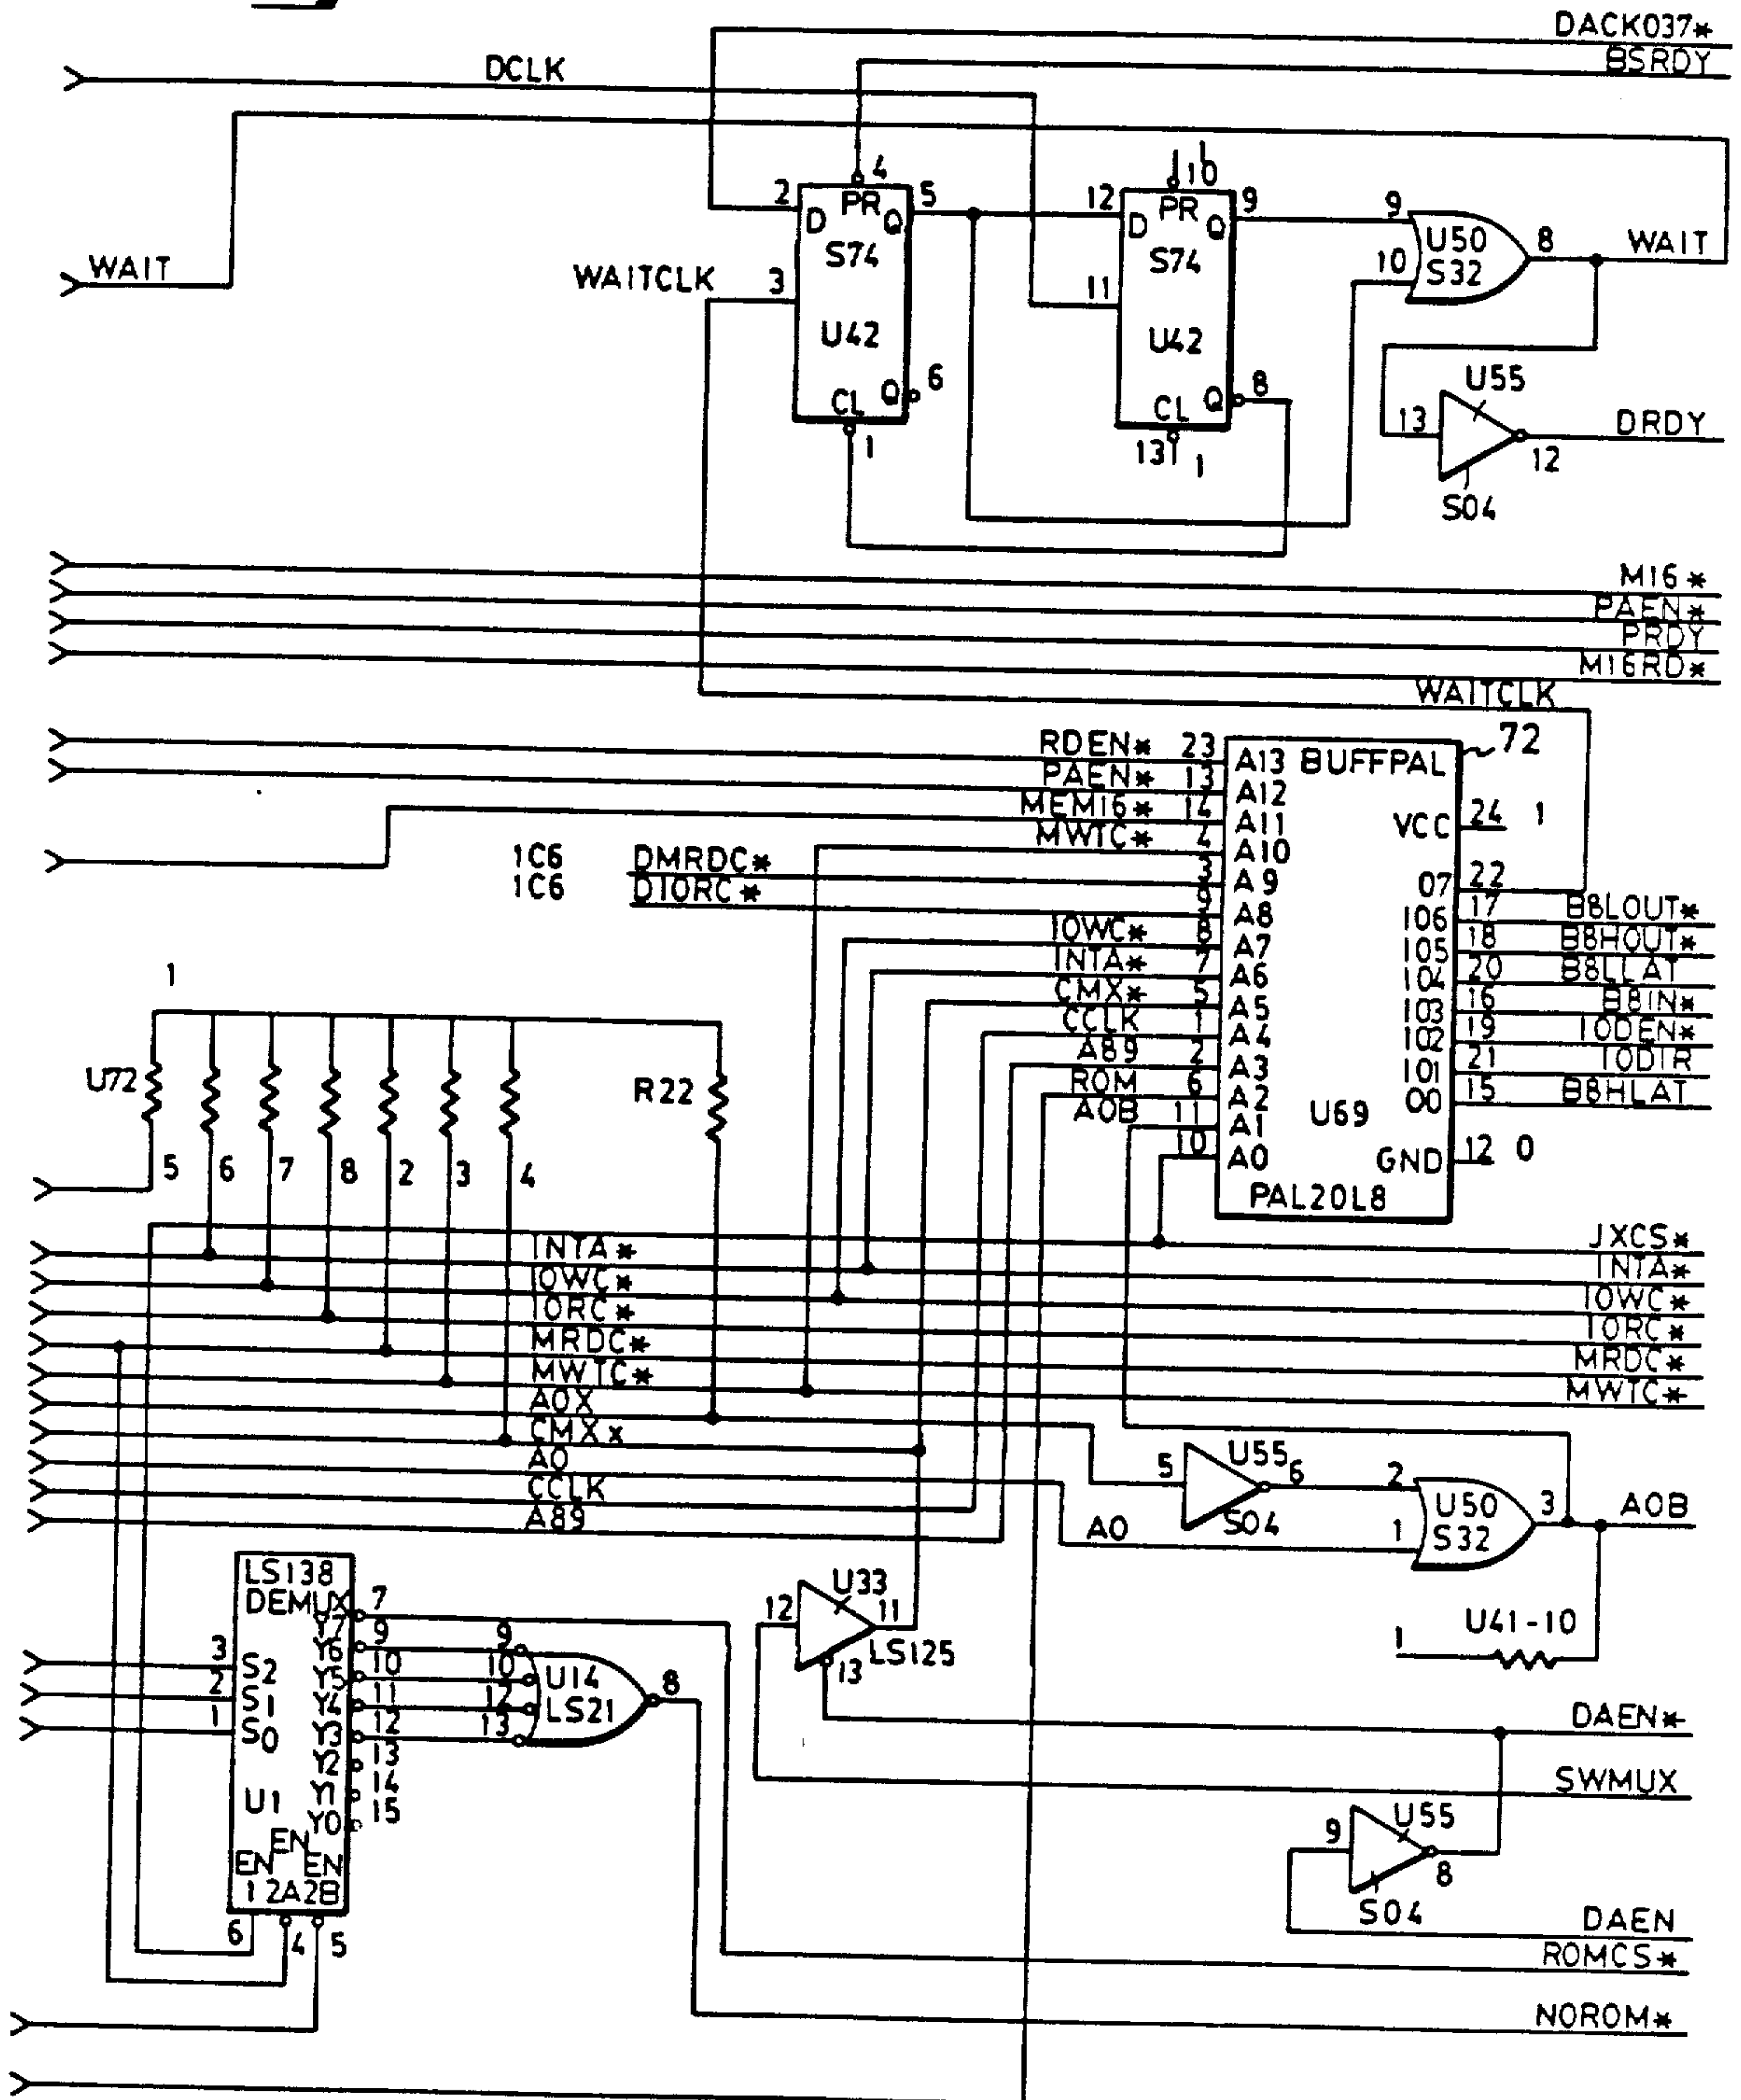 DACK037*
BSRDY
DCLK
WAIT
WAITCLK
2 D PR 4 Q 5
S74
3
U42
Q 6
CL
1
10
12 D PR Q 9
S74
11
U42
CL Q 8
13 1
9
10
U50
S32
8 WAIT
U55
13
12
S04
DRDY
M16*
PAEN*
PRDY
M16RD*
WAITCLK
72
RDEN* 23 A13 BUFFPAL
PAEN* 13 A12
MEM16* 14 A11 VCC 24 1
MWTC* 4 A10
1C6 DMRDC* 3 A9 O7 22
1C6 DIORC* A8 IO6 17 B8LOUT*
IOWC* 8 A7 IO5 18 B8HOUT*
INTA* 7 A6 IO4 20 B8LLAT
CMX* 5 A5 IO3 16 B8IN*
CCLK 1 A4 IO2 19 IODEN*
A89 2 A3 IO1 21 IODIR
ROM 6 A2 O0 15 B8HLAT
A0B 11 A1 U69
10 A0 GND 12 0
PAL20L8
1
U72
R22
5 6 7 8 2 3 4
JXCS*
INTA* INTA*
IOWC* IOWC*
IORC* IORC*
MRDC* MRDC*
MWTC* MWTC*
A0X
CMXx
A0
CCLK
A89
5 U55 6
S04
A0
2
1
U50
S32
3 A0B
U41-10
1
LS138
DEMUX
Y7 7
Y6 9
Y5 10
Y4 11
Y3 12
Y2 13
Y1 14
Y0 15
3 S2
2 S1
1 S0
U1
EN
EN EN
1 2A 2B
6 4 5
9
10
12
13
U14
LS21
8
12 U33 11
LS125
13
DAEN*
SWMUX
9 U55
8
S04
DAEN
ROMCS*
NOROM*